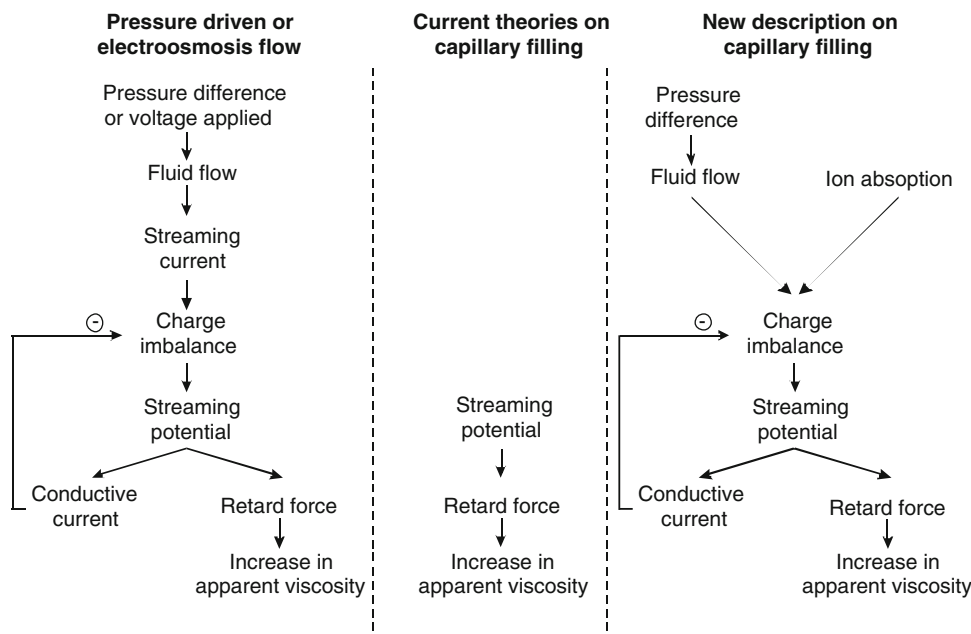 Pressure driven or
electroosmosis flow
Pressure difference
or voltage applied
Fluid flow
Streaming
current
-
Charge
imbalance
Streaming
potential
Conductive
current
Retard force
Increase in
apparent viscosity
Current theories on
capillary filling
Streaming
potential
Retard force
Increase in
apparent viscosity
New description on
capillary filling
Pressure
difference
Fluid flow
Ion absoption
-
Charge
imbalance
Streaming
potential
Conductive
current
Retard force
Increase in
apparent viscosity